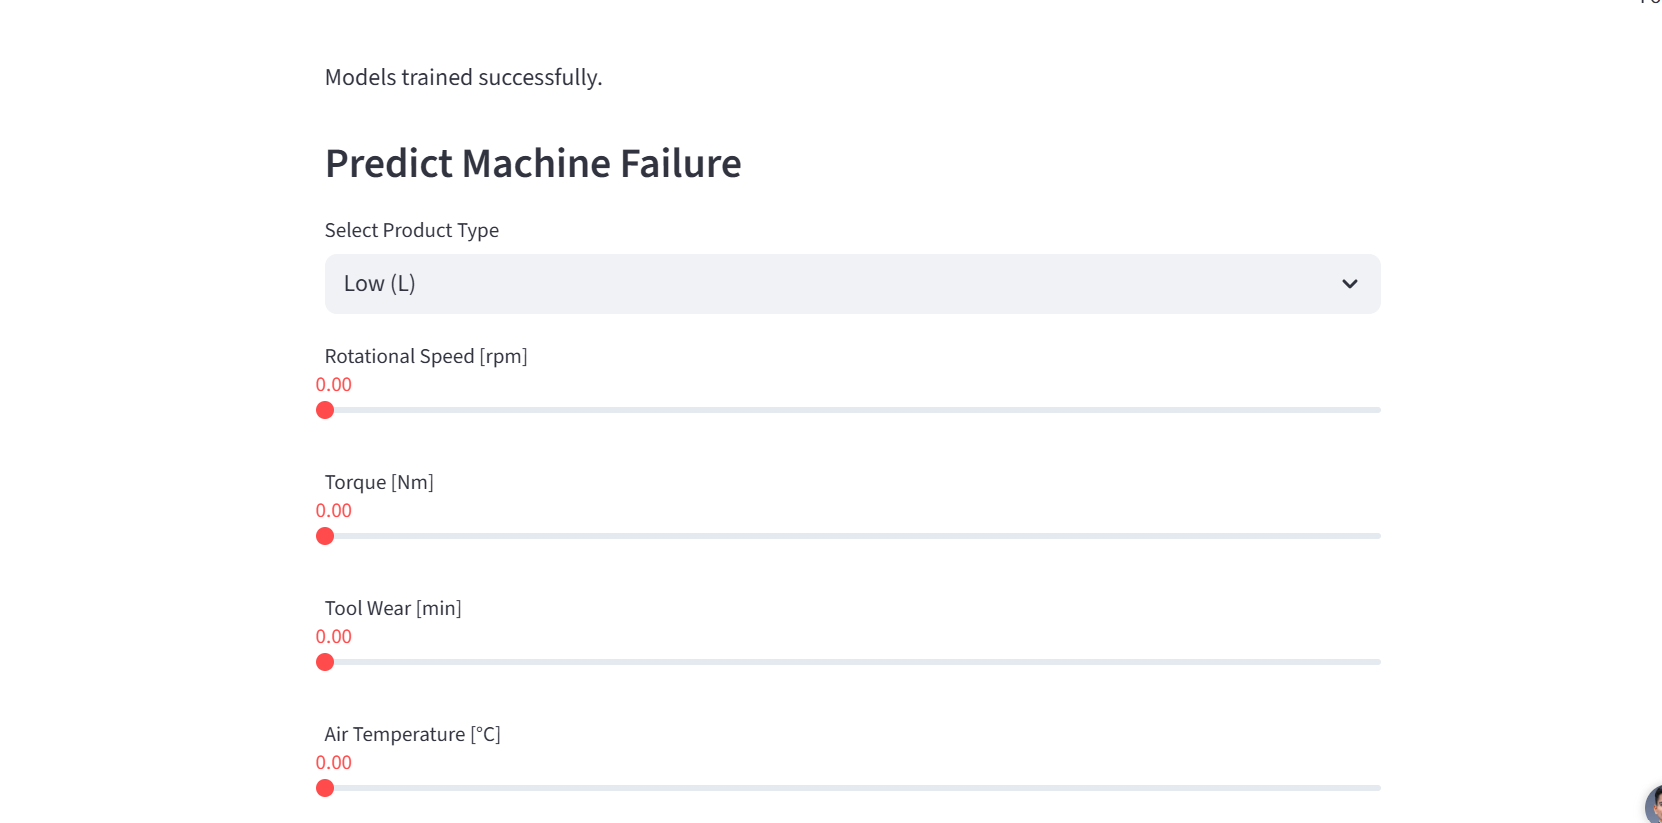 Models trained successfully.
Predict Machine Failure
Select Product Type
Low (L)
Rotational Speed [rpm]
0.00
Torque [Nm]
0.00
Tool Wear [min]
0.00
Air Temperature [°C]
0.00